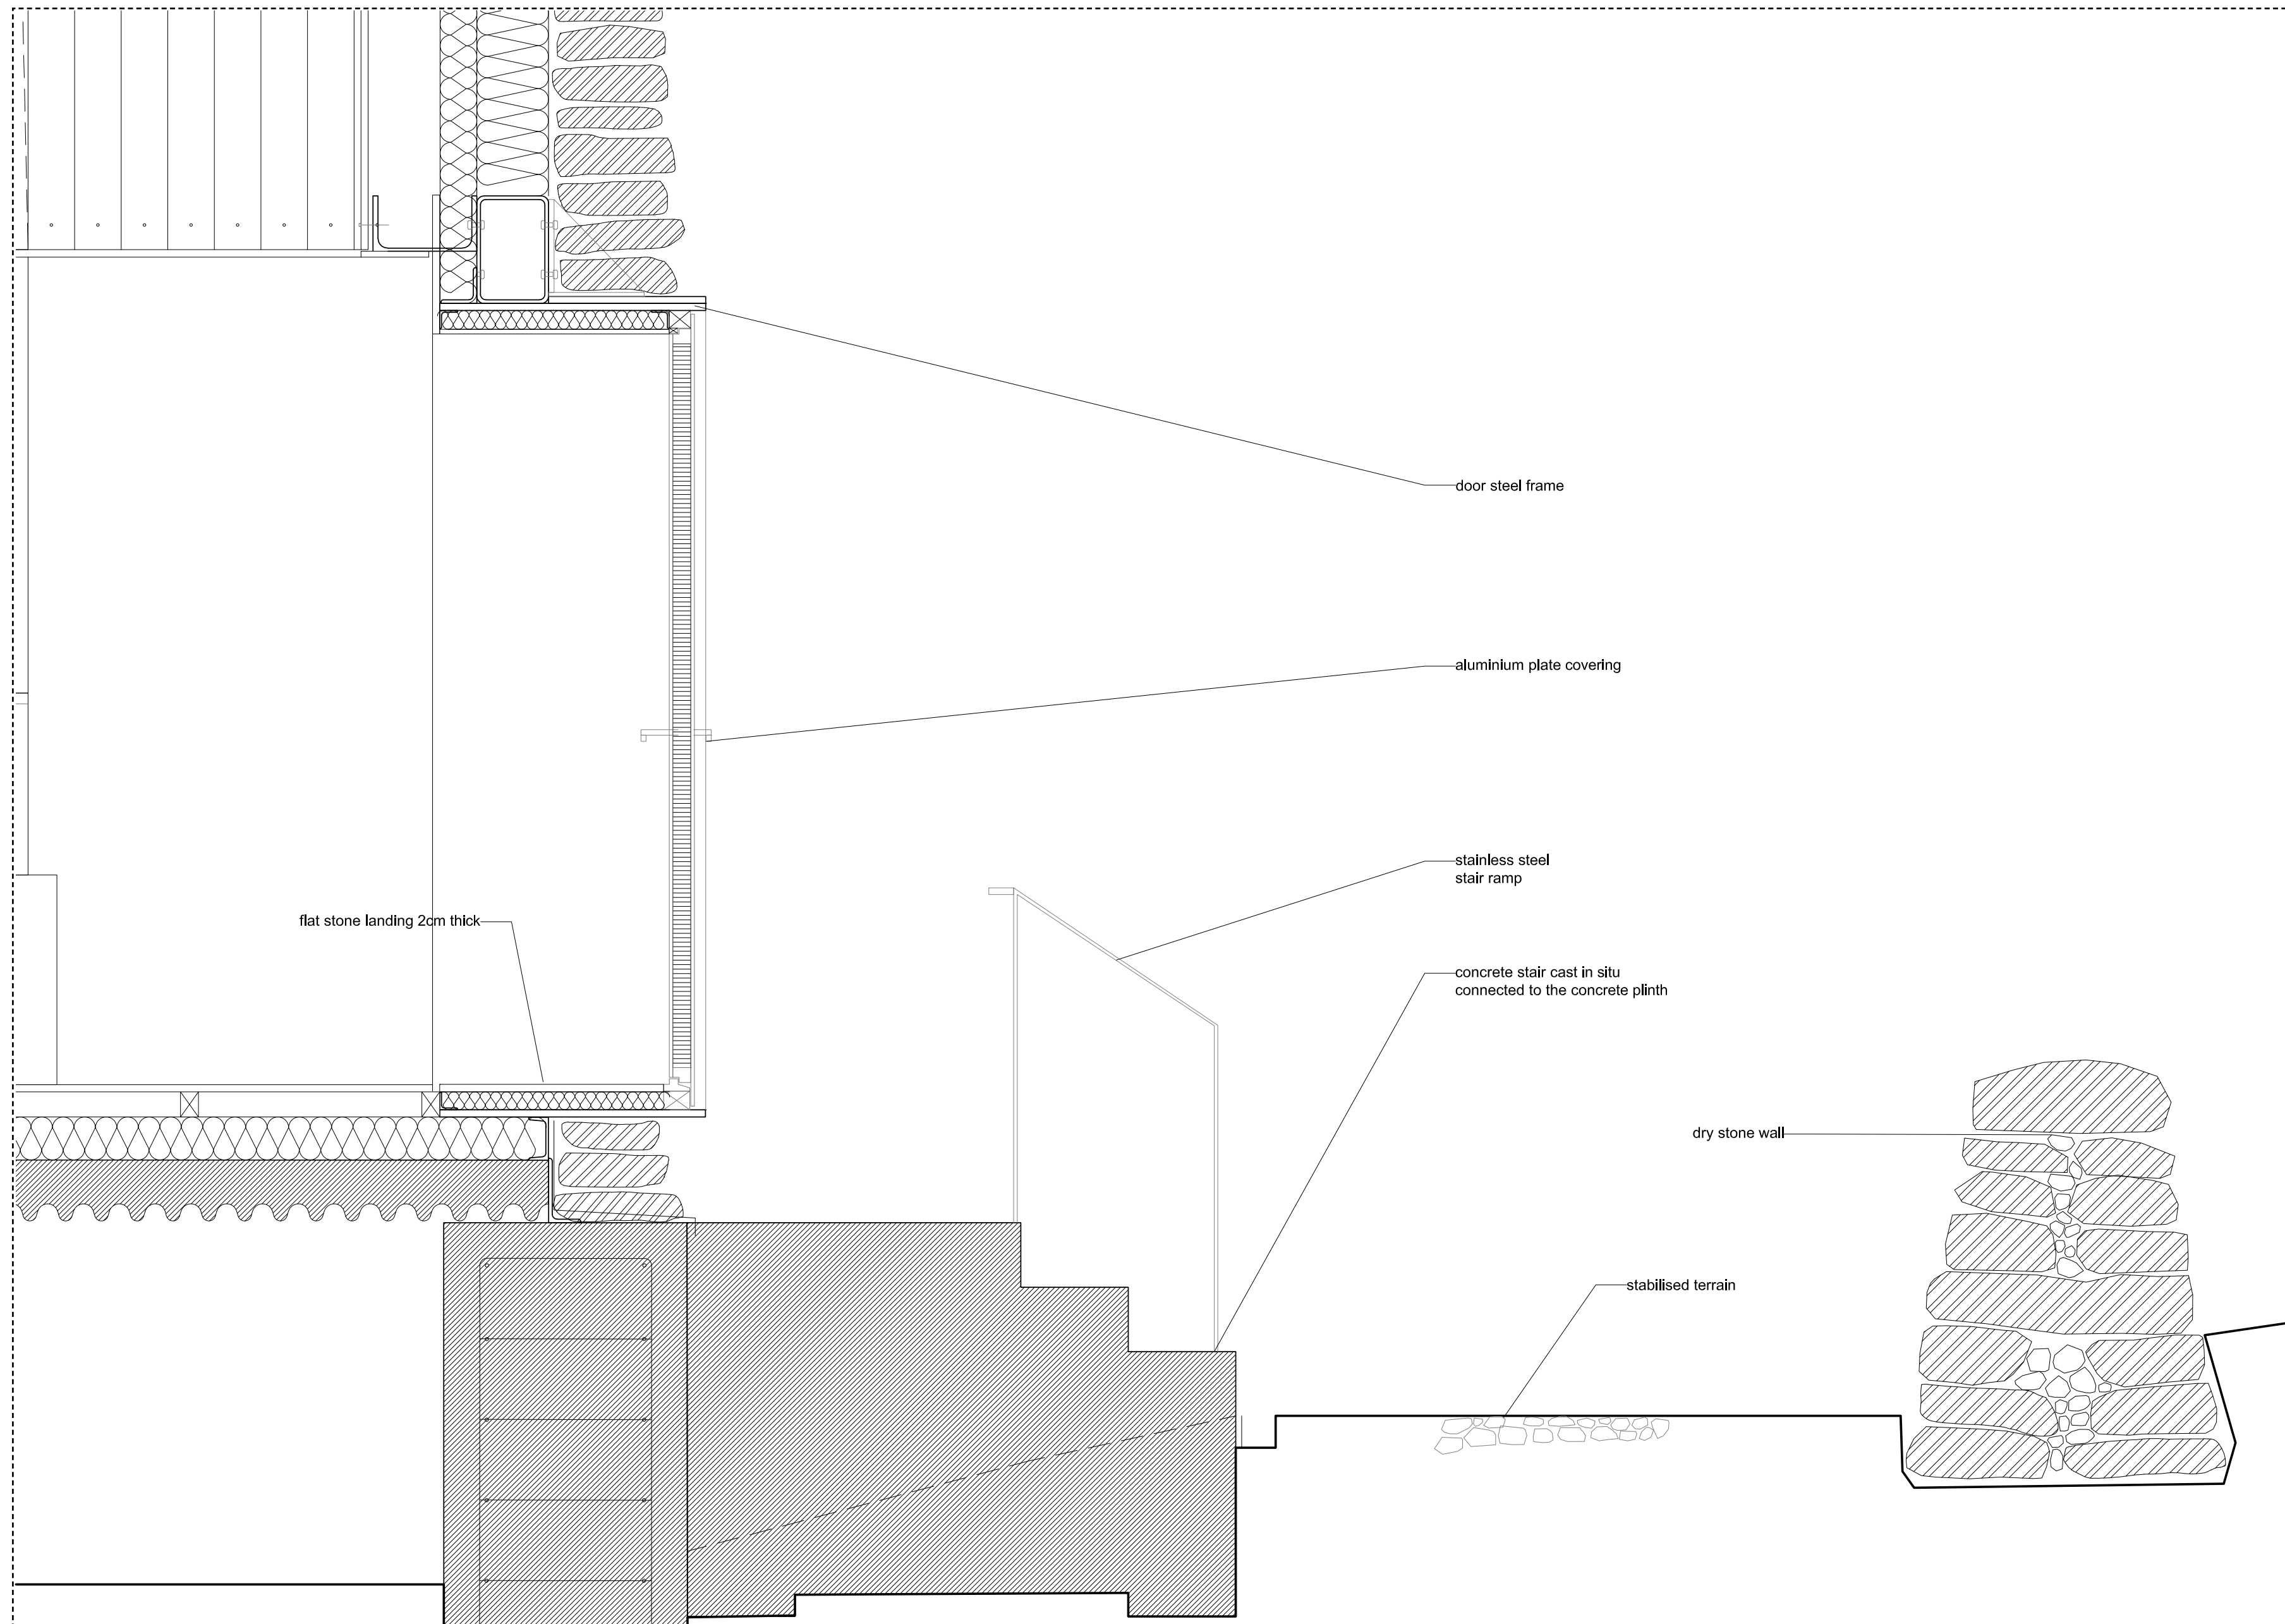 door steel frame
aluminium plate covering
stainless steel
stair ramp
flat stone landing 2cm thick
concrete stair cast in situ
connected to the concrete plinth
dry stone wall
stabilised terrain